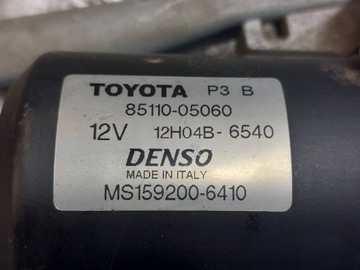 TOYOTA P3 B
85110-05060
12V 12H04B-6540
DENSO
MADE IN ITALY
MS159200-6410